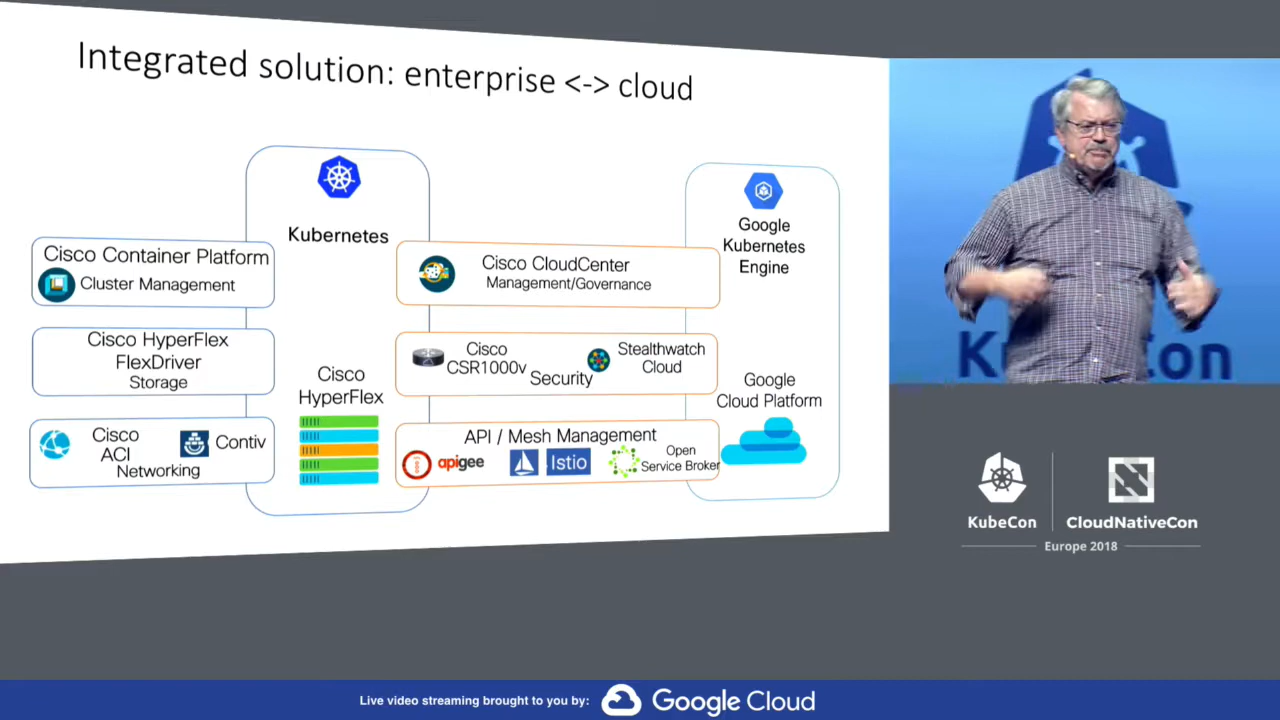 Integrated solution: enterprise <-> cloud
Kubernetes
Cisco Container Platform
Cluster Management
Cisco HyperFlex
FlexDriver
Storage
Cisco
ACI
Contiv
Networking
Cisco
HyperFlex
Cisco CloudCenter
Management/Governance
Cisco
CSR1000v
Security
Stealthwatch
Cloud
API / Mesh Management
apigee
Istio
Open
Service Broker
Google
Kubernetes
Engine
Google
Cloud Platform
KubeCon
CloudNativeCon
Europe 2018
Live video streaming brought to you by:
Google Cloud